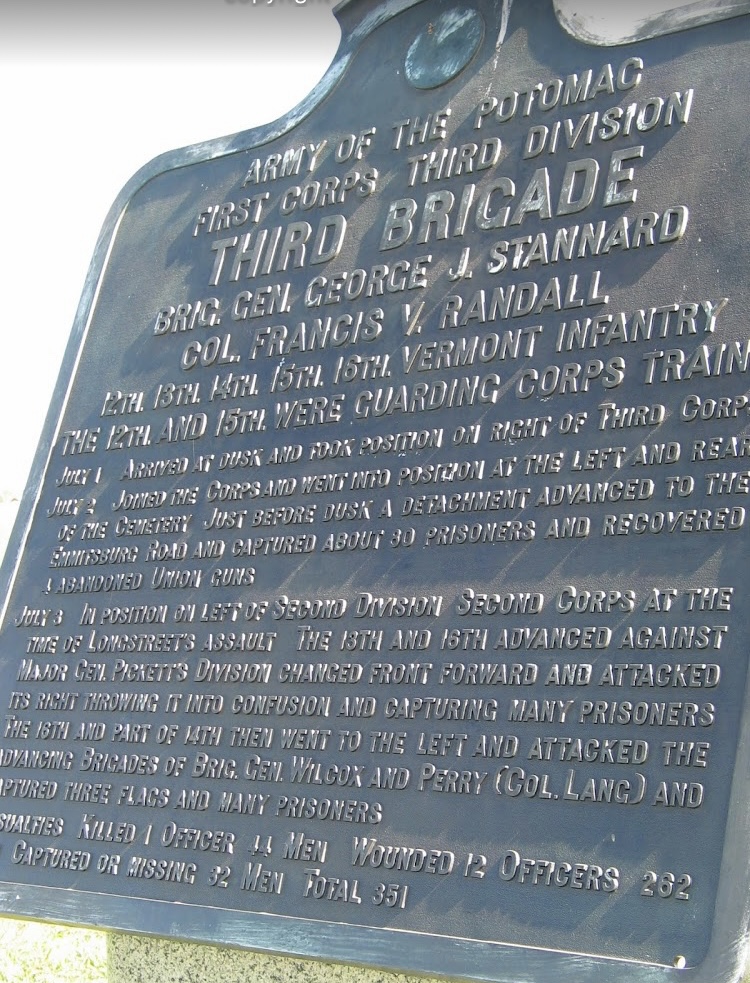 copyright
ARMY OF THE POTOMAC
FIRST CORPS THIRD DIVISION
THIRD BRIGADE
BRIG. GEN. GEORGE J. STANNARD
COL. FRANCIS V. RANDALL
12TH. 13TH. 14TH. 15TH. 16TH. VERMONT INFANTRY
THE 12TH. AND 15TH. WERE GUARDING CORPS TRAIN
JULY 1 ARRIVED AT DUSK AND TOOK POSITION ON RIGHT OF THIRD CORP
JULY 2 JOINED THE CORPS AND WENT INTO POSITION AT THE LEFT AND REAR
OF THE CEMETERY JUST BEFORE DUSK A DETACHMENT ADVANCED TO THE
EMMITSBURG ROAD AND CAPTURED ABOUT 80 PRISONERS AND RECOVERED
4 ABANDONED UNION GUNS
JULY 3 IN POSITION ON LEFT OF SECOND DIVISION SECOND CORPS AT THE
TIME OF LONGSTREET'S ASSAULT THE 13TH AND 16TH ADVANCED AGAINST
MAJOR GEN. PICKETT'S DIVISION CHANGED FRONT FORWARD AND ATTACKED
ITS RIGHT THROWING IT INTO CONFUSION AND CAPTURING MANY PRISONERS
THE 16TH AND PART OF 14TH THEN WENT TO THE LEFT AND ATTACKED THE
ADVANCING BRIGADES OF BRIG. GEN. WILCOX AND PERRY (COL. LANG) AND
APTURED THREE FLAGS AND MANY PRISONERS
SUALTIES KILLED 1 OFFICER 44 MEN WOUNDED 12 OFFICERS 262
CAPTURED OR MISSING 32 MEN TOTAL 351